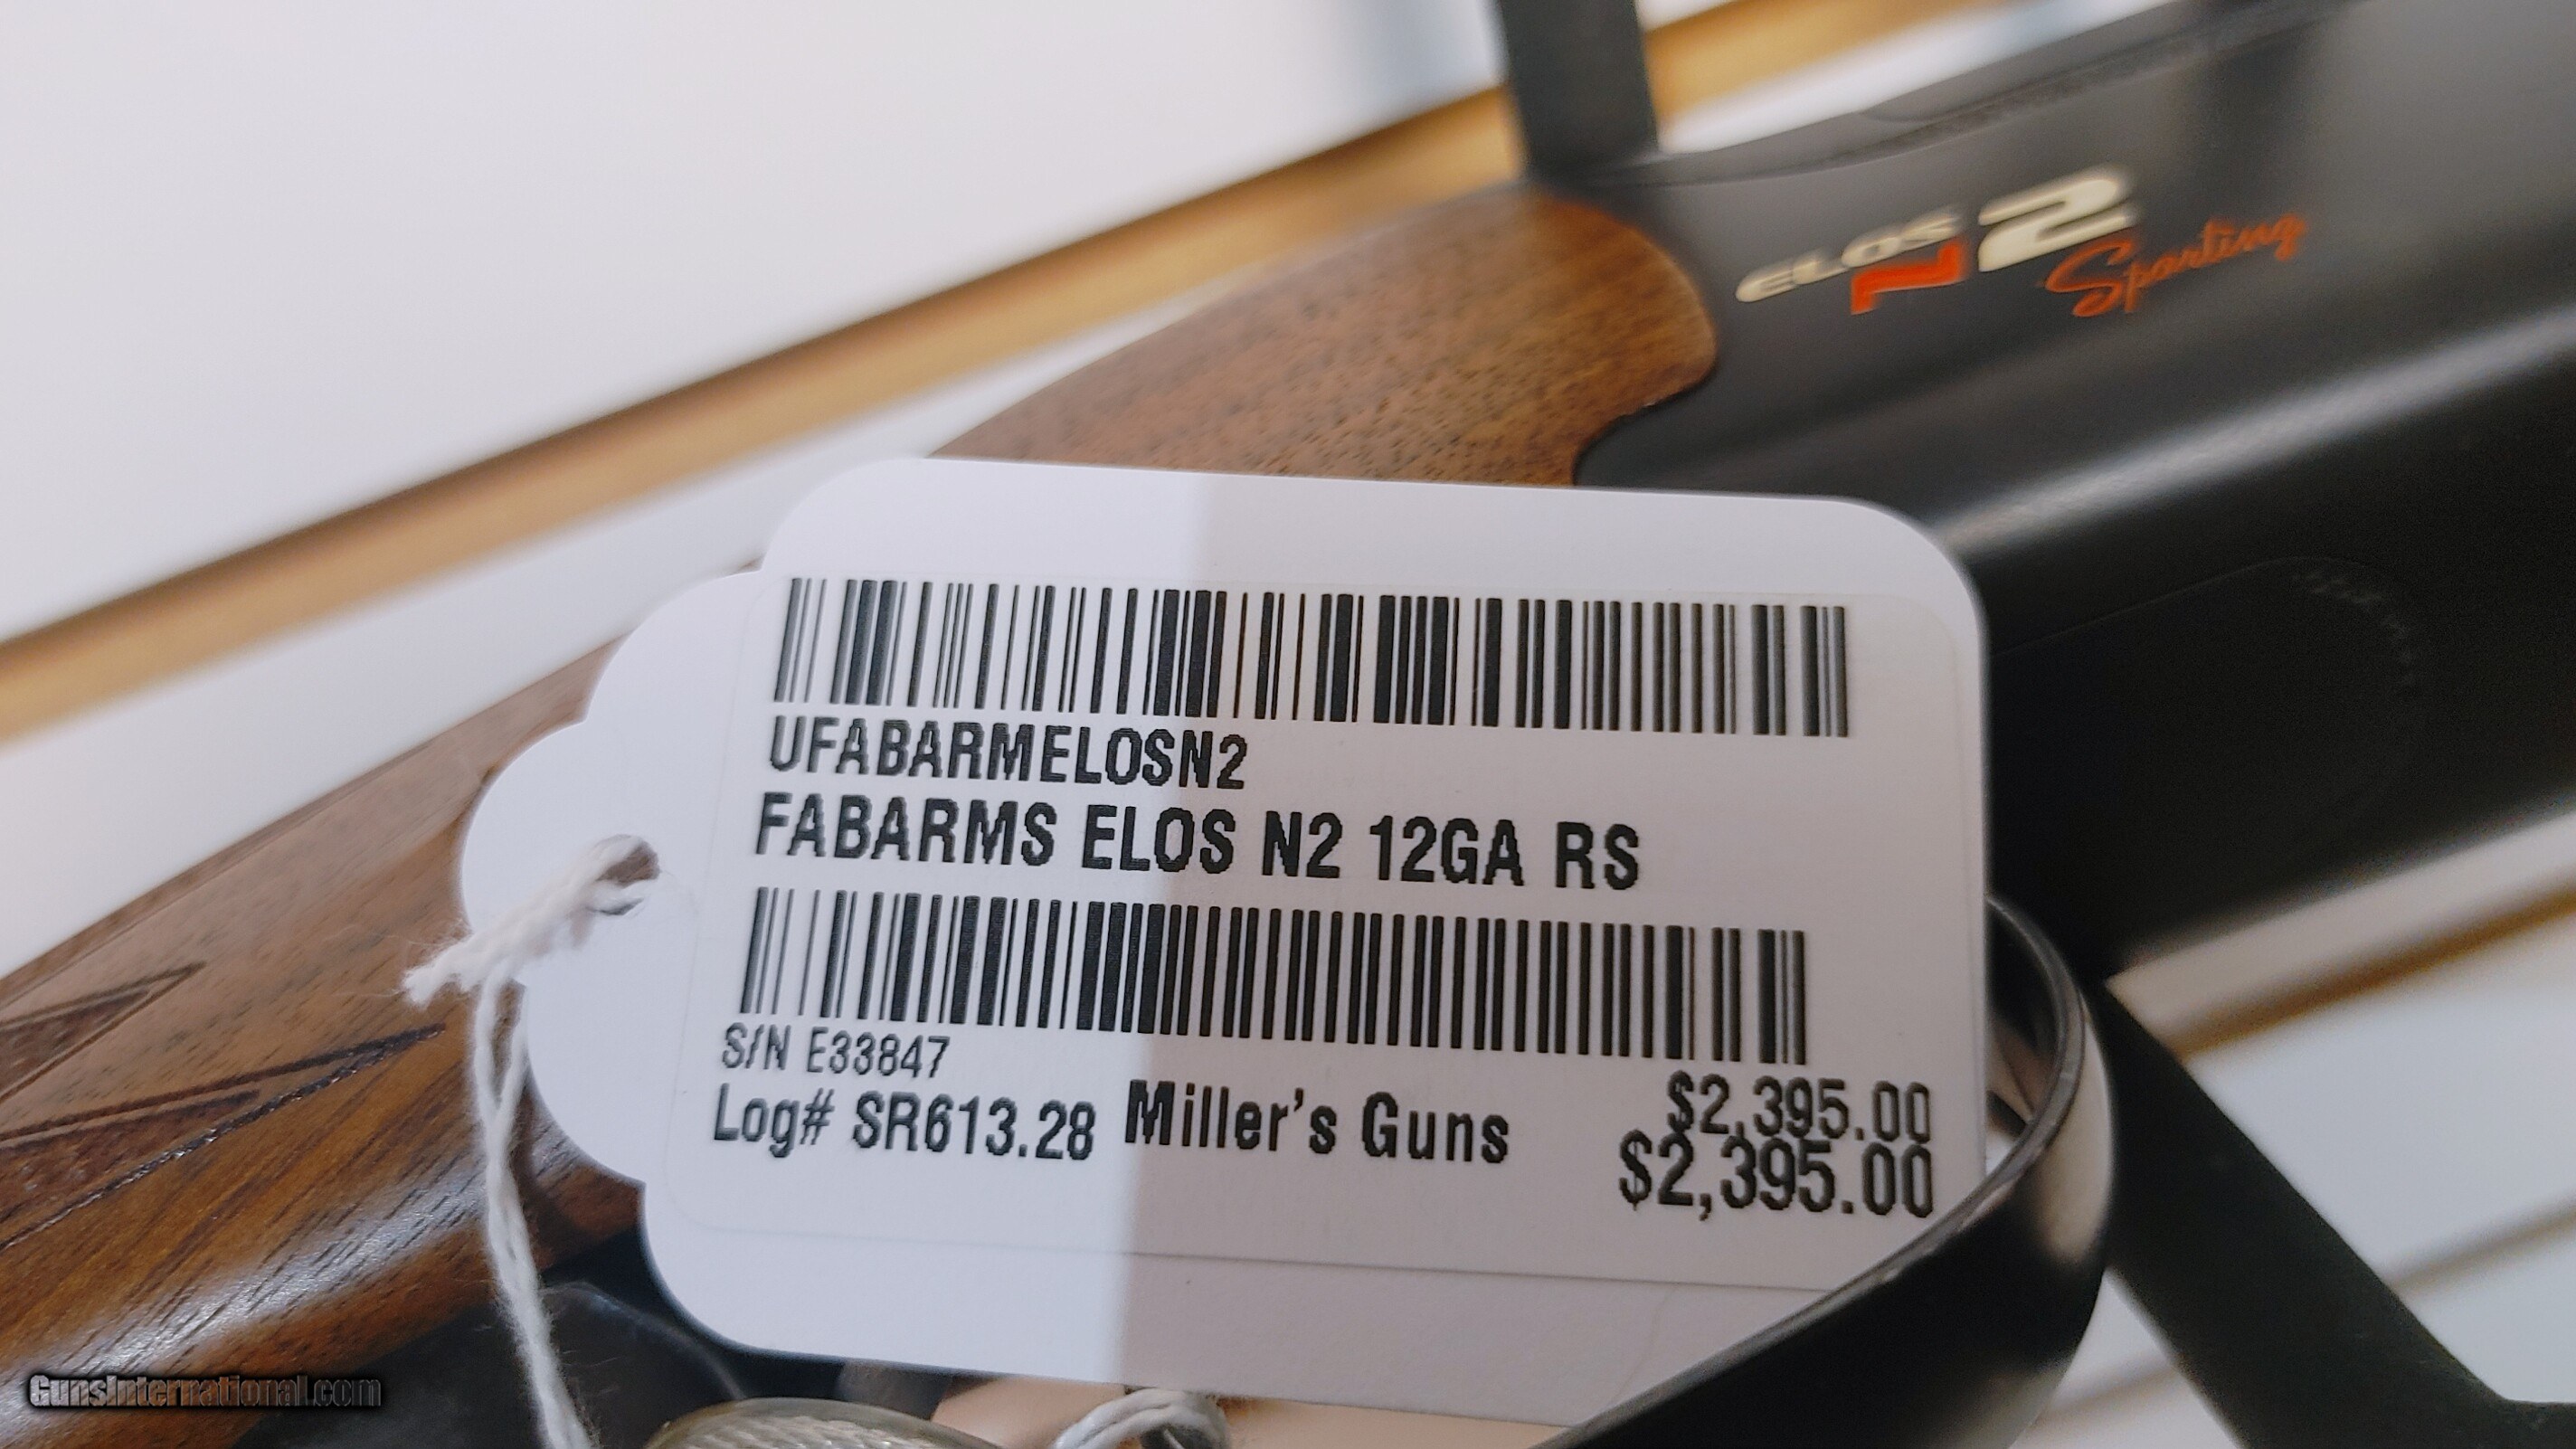 ELOS
N2
Sporting
UFABARMELOSN2
FABARMS ELOS N2 12GA RS
S/N E33847
Log# SR613.28 Miller's Guns $2,395.00
$2,395.00
GunsInternational.com